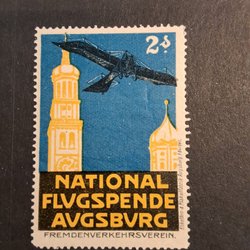 2₰
NATIONAL
FLVGSPENDE
AVGSBVRG
FREMDENVERKEHRSVEREIN.